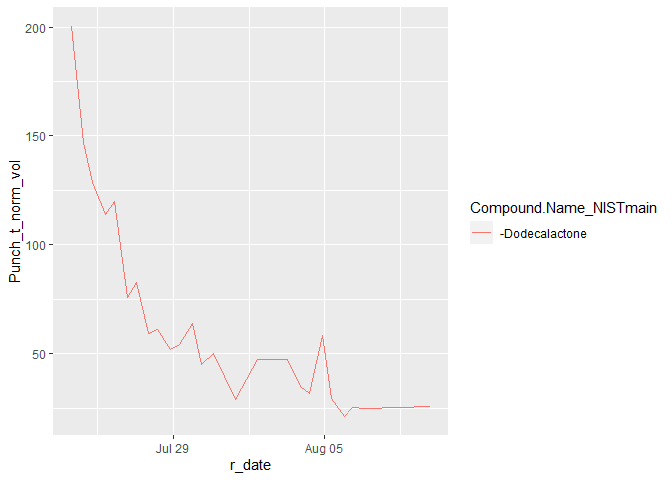 200
150
100
50
Punch_t_norm_vol
Jul 29
Aug 05
r_date
Compound.Name_NISTmain
-Dodecalactone